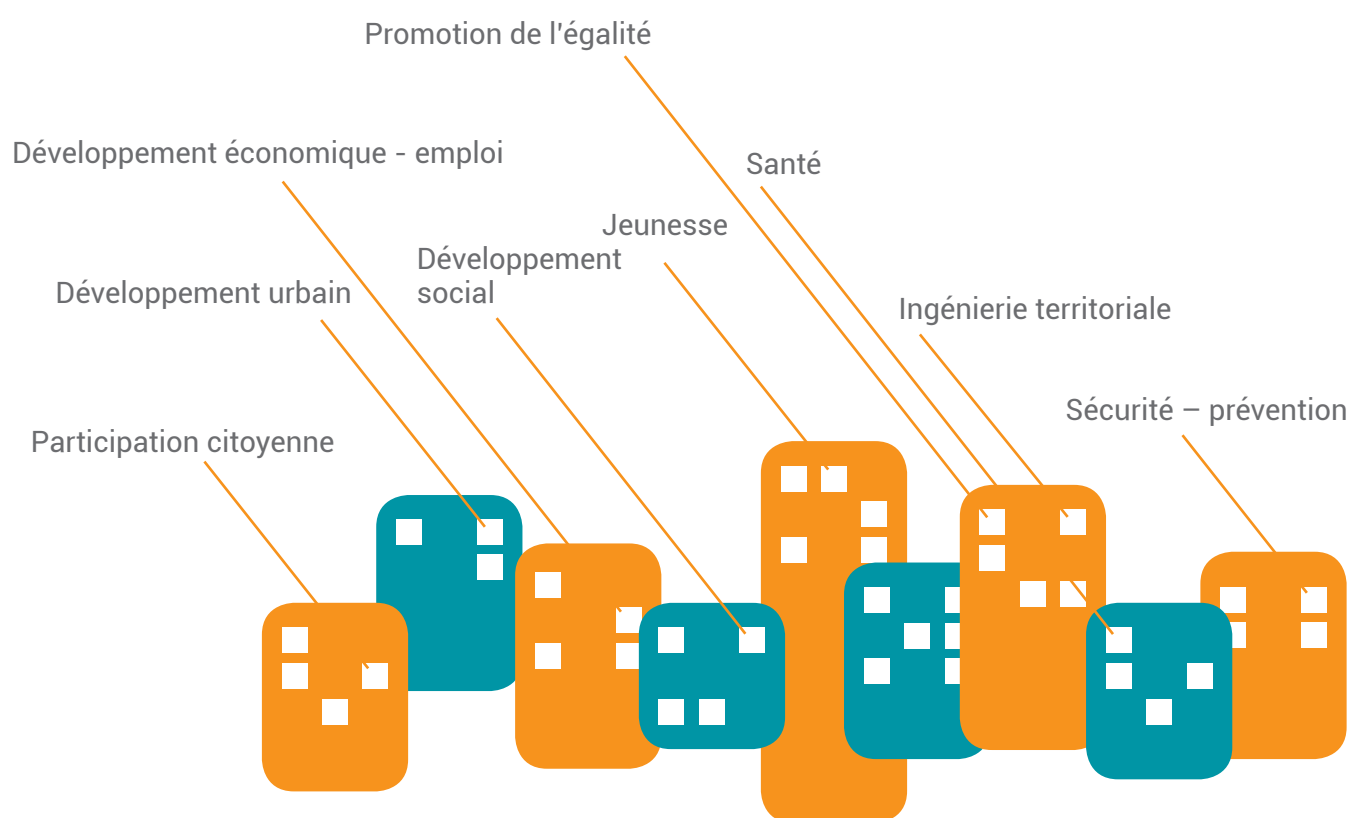 Promotion de l'égalité
Développement économique - emploi
Santé
Jeunesse
Développement
social
Développement urbain
Ingénierie territoriale
Sécurité – prévention
Participation citoyenne